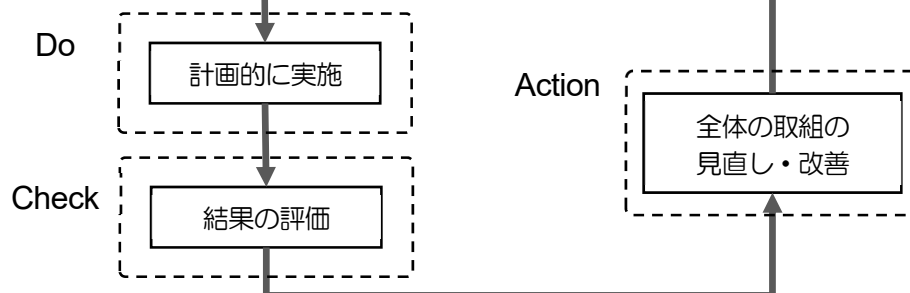 Do
計画的に実施
Action
全体の取組の
見直し・改善
Check
結果の評価